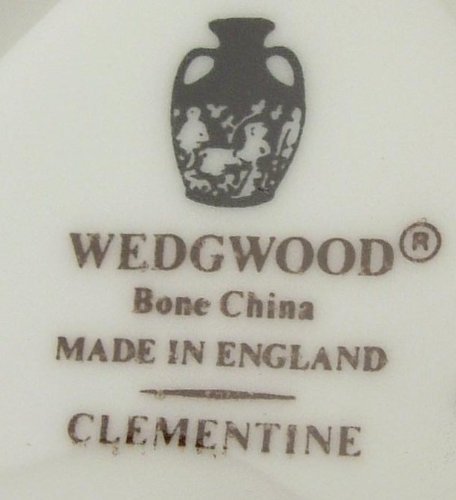 WEDGWOOD®
Bone China
MADE IN ENGLAND
CLEMENTINE